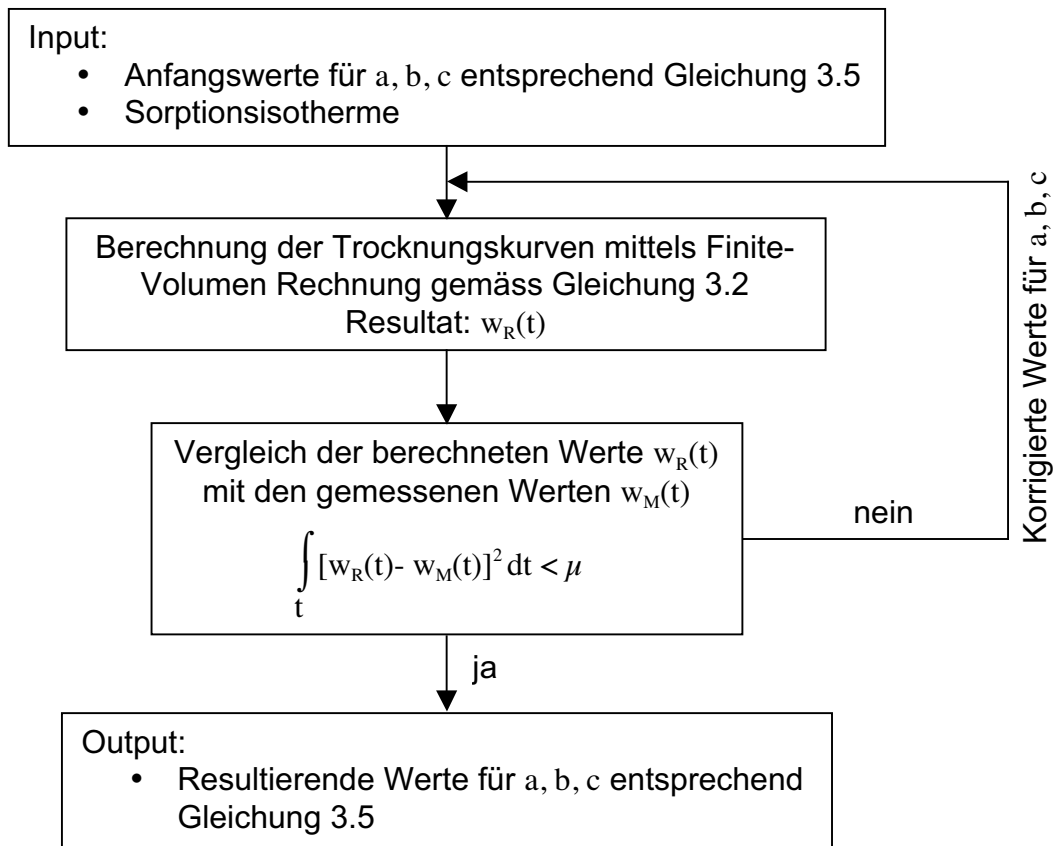 Input:
• Anfangswerte für a, b, c entsprechend Gleichung 3.5
• Sorptionsisotherme
Berechnung der Trocknungskurven mittels Finite-
Volumen Rechnung gemäss Gleichung 3.2
Resultat: w_R(t)
Vergleich der berechneten Werte w_R(t)
mit den gemessenen Werten w_M(t)
∫_t [w_R(t)- w_M(t)]² dt < μ
nein
Korrigierte Werte für a, b, c
ja
Output:
• Resultierende Werte für a, b, c entsprechend
Gleichung 3.5